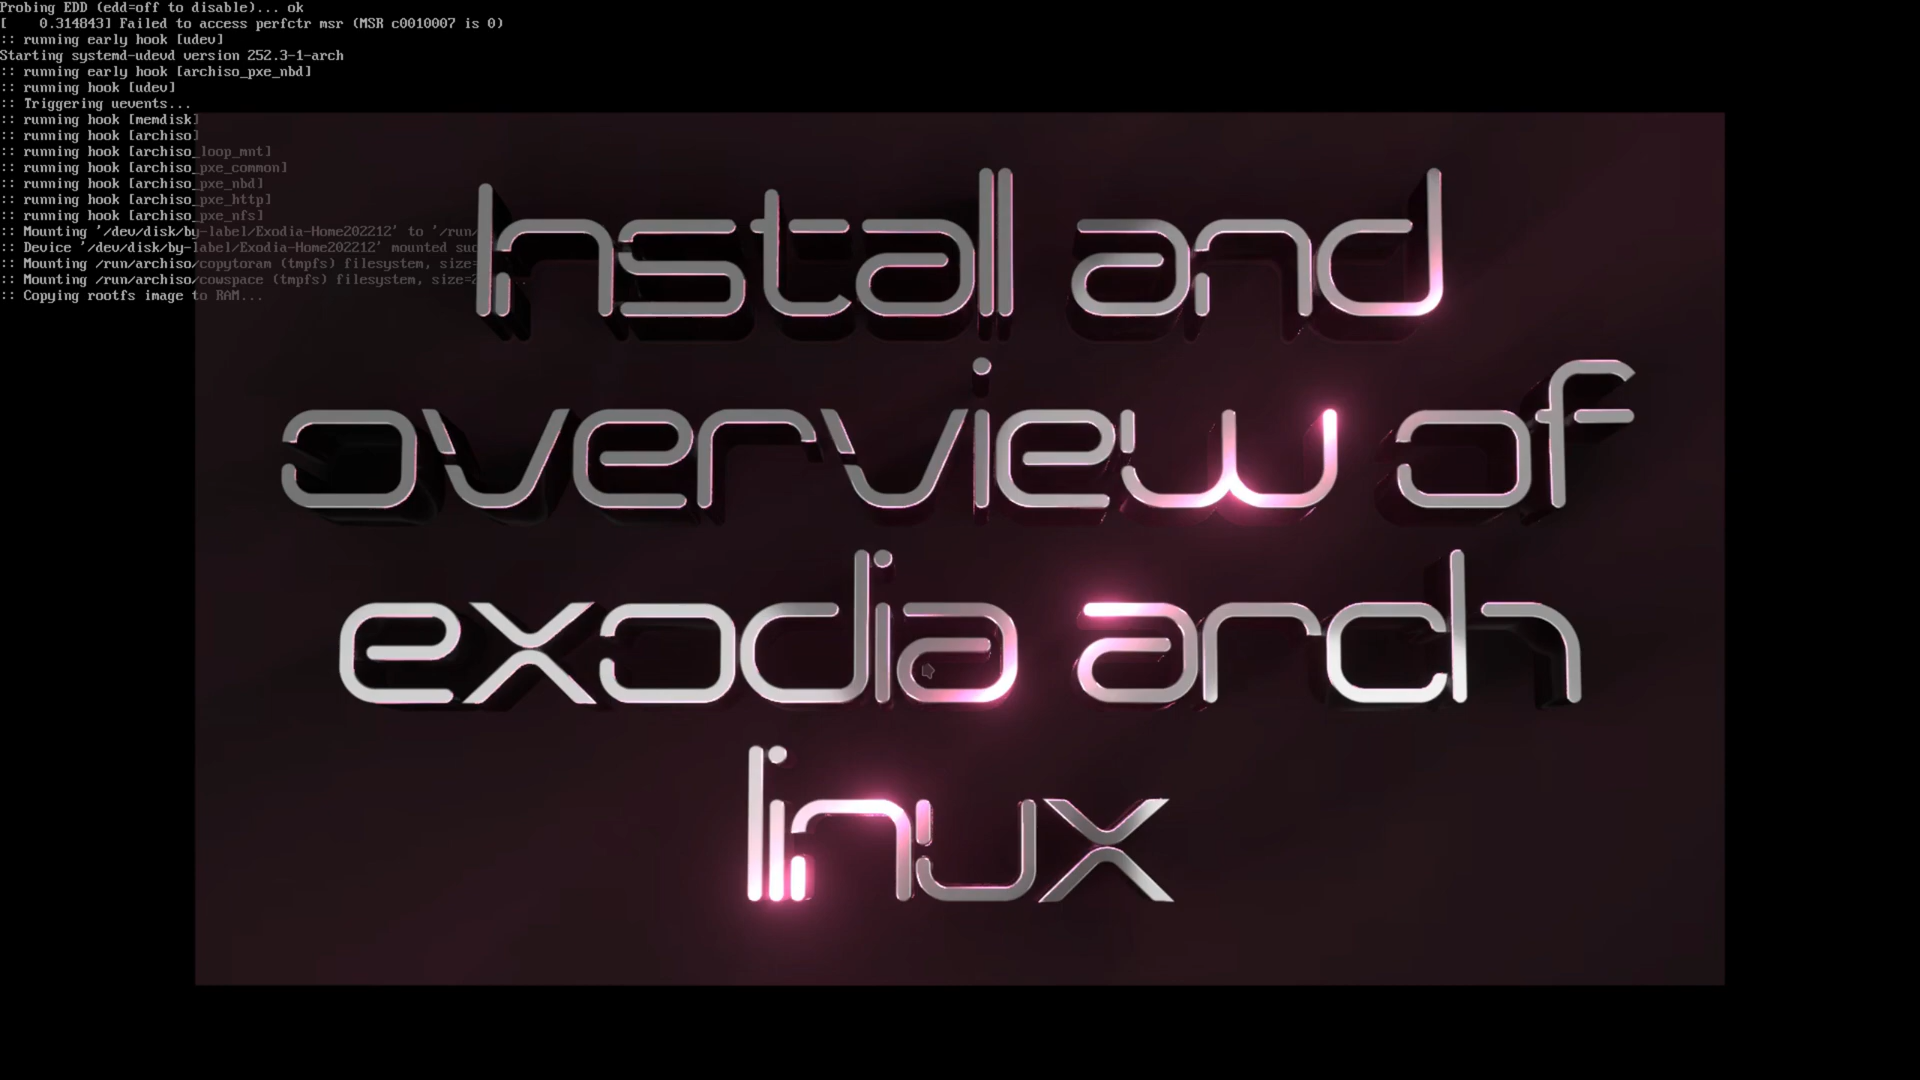 Probing EDD (edd=off to disable)... ok
[    0.314843] Failed to access perfctr msr (MSR c0010007 is 0)
:: running early hook [udev]
Starting systemd-udevd version 252.3-1-arch
:: running early hook [archiso_pxe_nbd]
:: running hook [udev]
:: Triggering uevents...
:: running hook [memdisk]
:: running hook [archiso]
:: running hook [archiso_loop_mnt]
:: running hook [archiso_pxe_common]
:: running hook [archiso_pxe_nbd]
:: running hook [archiso_pxe_http]
:: running hook [archiso_pxe_nfs]
:: Mounting '/dev/disk/by-label/Exodia-Home202212' to '/run/
:: Device '/dev/disk/by-label/Exodia-Home202212' mounted suc
:: Mounting /run/archiso/copytoram (tmpfs) filesystem, size=
:: Mounting /run/archiso/cowspace (tmpfs) filesystem, size=
:: Copying rootfs image to RAM...
Install and
overview of
exodia arch
linux